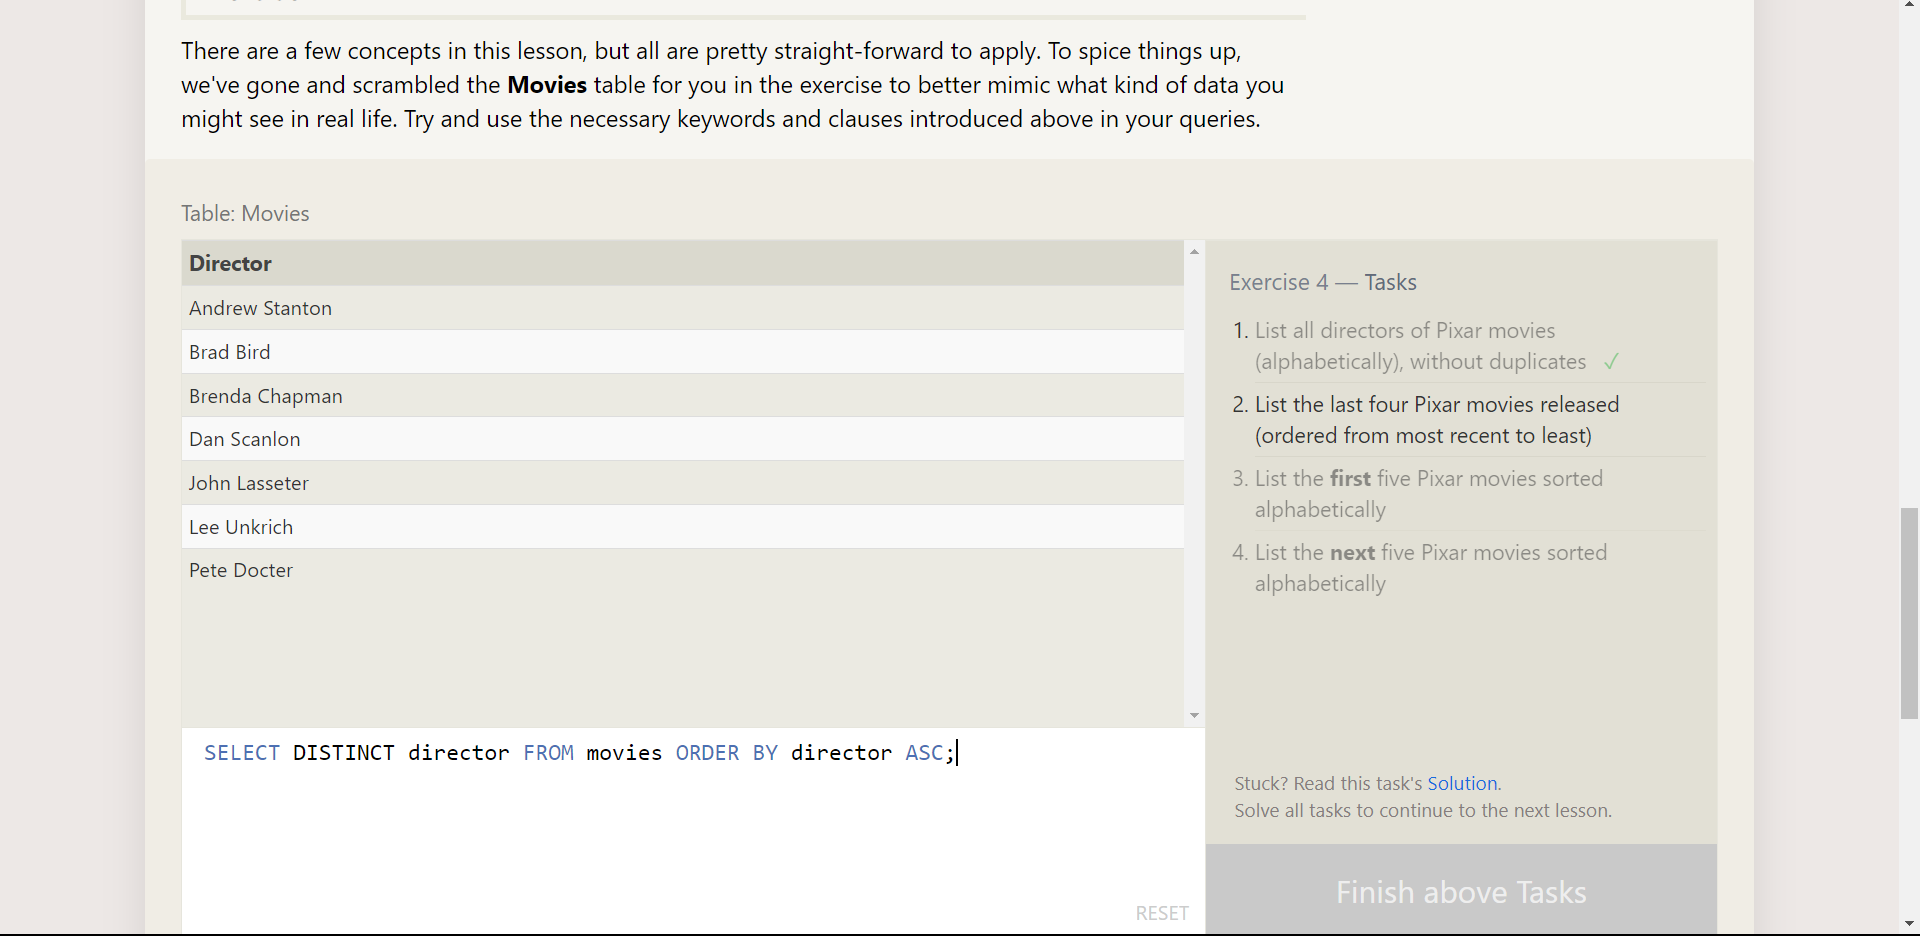 There are a few concepts in this lesson, but all are pretty straight-forward to apply. To spice things up,
we've gone and scrambled the Movies table for you in the exercise to better mimic what kind of data you
might see in real life. Try and use the necessary keywords and clauses introduced above in your queries.
Table: Movies
Director
Andrew Stanton
Brad Bird
Brenda Chapman
Dan Scanlon
John Lasseter
Lee Unkrich
Pete Docter
SELECT DISTINCT director FROM movies ORDER BY director ASC;
RESET
Exercise 4 — Tasks
1. List all directors of Pixar movies
(alphabetically), without duplicates ✓
2. List the last four Pixar movies released
(ordered from most recent to least)
3. List the first five Pixar movies sorted
alphabetically
4. List the next five Pixar movies sorted
alphabetically
Stuck? Read this task's Solution.
Solve all tasks to continue to the next lesson.
Finish above Tasks